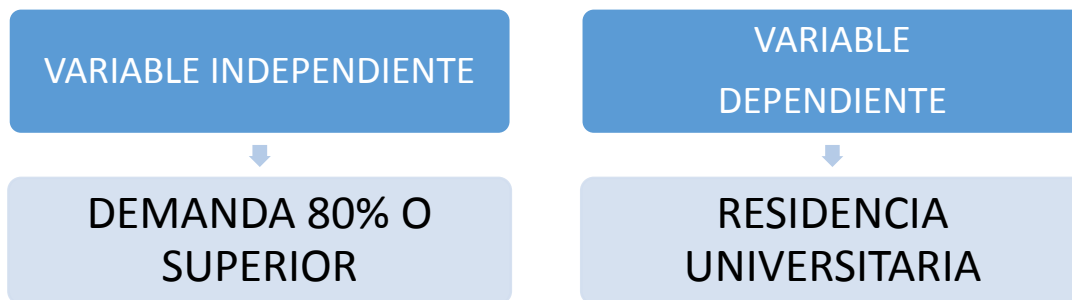 VARIABLE INDEPENDIENTE
DEMANDA 80% O
SUPERIOR
VARIABLE
DEPENDIENTE
RESIDENCIA
UNIVERSITARIA